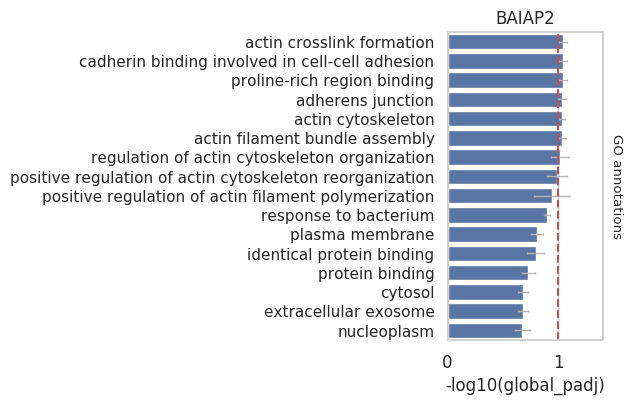 BAIAP2
actin crosslink formation
cadherin binding involved in cell-cell adhesion
proline-rich region binding
adherens junction
actin cytoskeleton
actin filament bundle assembly
regulation of actin cytoskeleton organization
positive regulation of actin cytoskeleton reorganization
positive regulation of actin filament polymerization
response to bacterium
plasma membrane
identical protein binding
protein binding
cytosol
extracellular exosome
nucleoplasm
GO annotations
0 1
-log10(global_padj)